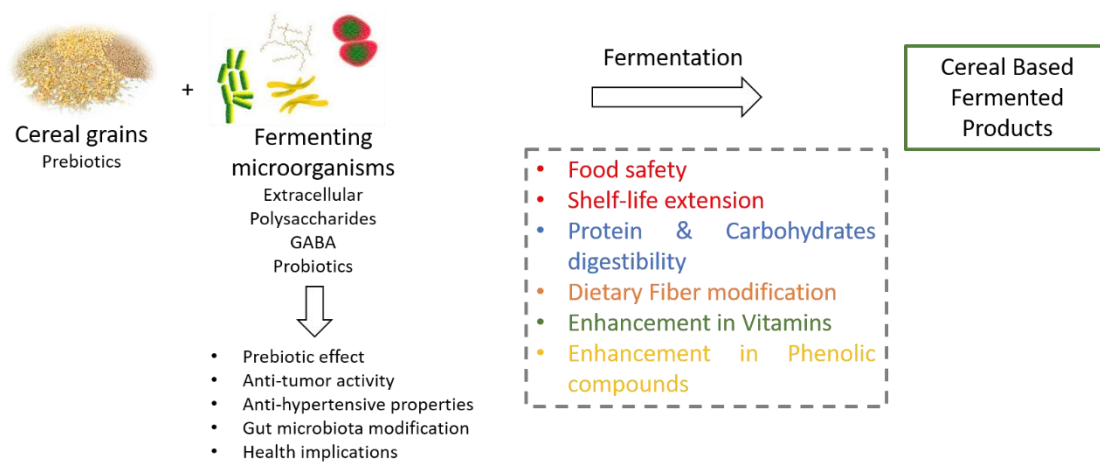 +
Cereal grains
Prebiotics
Fermenting
microorganisms
Extracellular
Polysaccharides
GABA
Probiotics
• Prebiotic effect
• Anti-tumor activity
• Anti-hypertensive properties
• Gut microbiota modification
• Health implications
Fermentation
• Food safety
• Shelf-life extension
• Protein & Carbohydrates
digestibility
• Dietary Fiber modification
• Enhancement in Vitamins
• Enhancement in Phenolic
compounds
Cereal Based
Fermented
Products